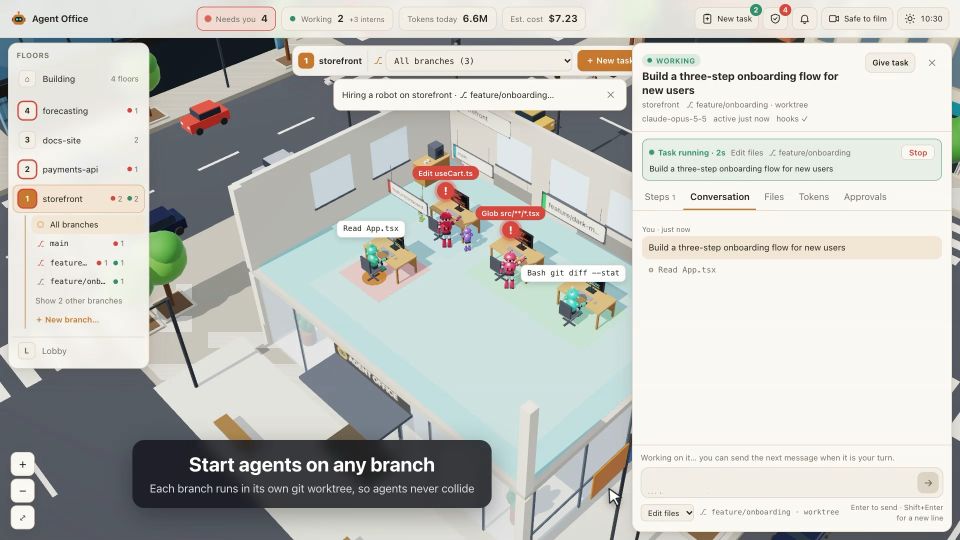 Agent Office
Needs you 4
Working 2 +3 interns
Tokens today 6.6M
Est. cost $7.23
New task 2
4
Safe to film
10:30
FLOORS
Building 4 floors
4 forecasting 1
3 docs-site 2
2 payments-api 1
1 storefront 2 2
All branches
main 1
feature… 1 1
feature/onb… 1
Show 2 other branches
+ New branch…
L Lobby
1 storefront All branches (3) + New task
Hiring a robot on storefront · feature/onboarding…
Edit useCart.ts
Glob src/**/*.tsx
Read App.tsx
Bash git diff --stat
feature/dark-m…
Start agents on any branch
Each branch runs in its own git worktree, so agents never collide
WORKING
Give task
Build a three-step onboarding flow for
new users
storefront feature/onboarding · worktree
claude-opus-5-5 active just now hooks ✓
Task running · 2s Edit files feature/onboarding Stop
Build a three-step onboarding flow for new users
Steps 1 Conversation Files Tokens Approvals
You · just now
Build a three-step onboarding flow for new users
Read App.tsx
Working on it… you can send the next message when it is your turn.
Edit files feature/onboarding · worktree
Enter to send · Shift+Enter
for a new line